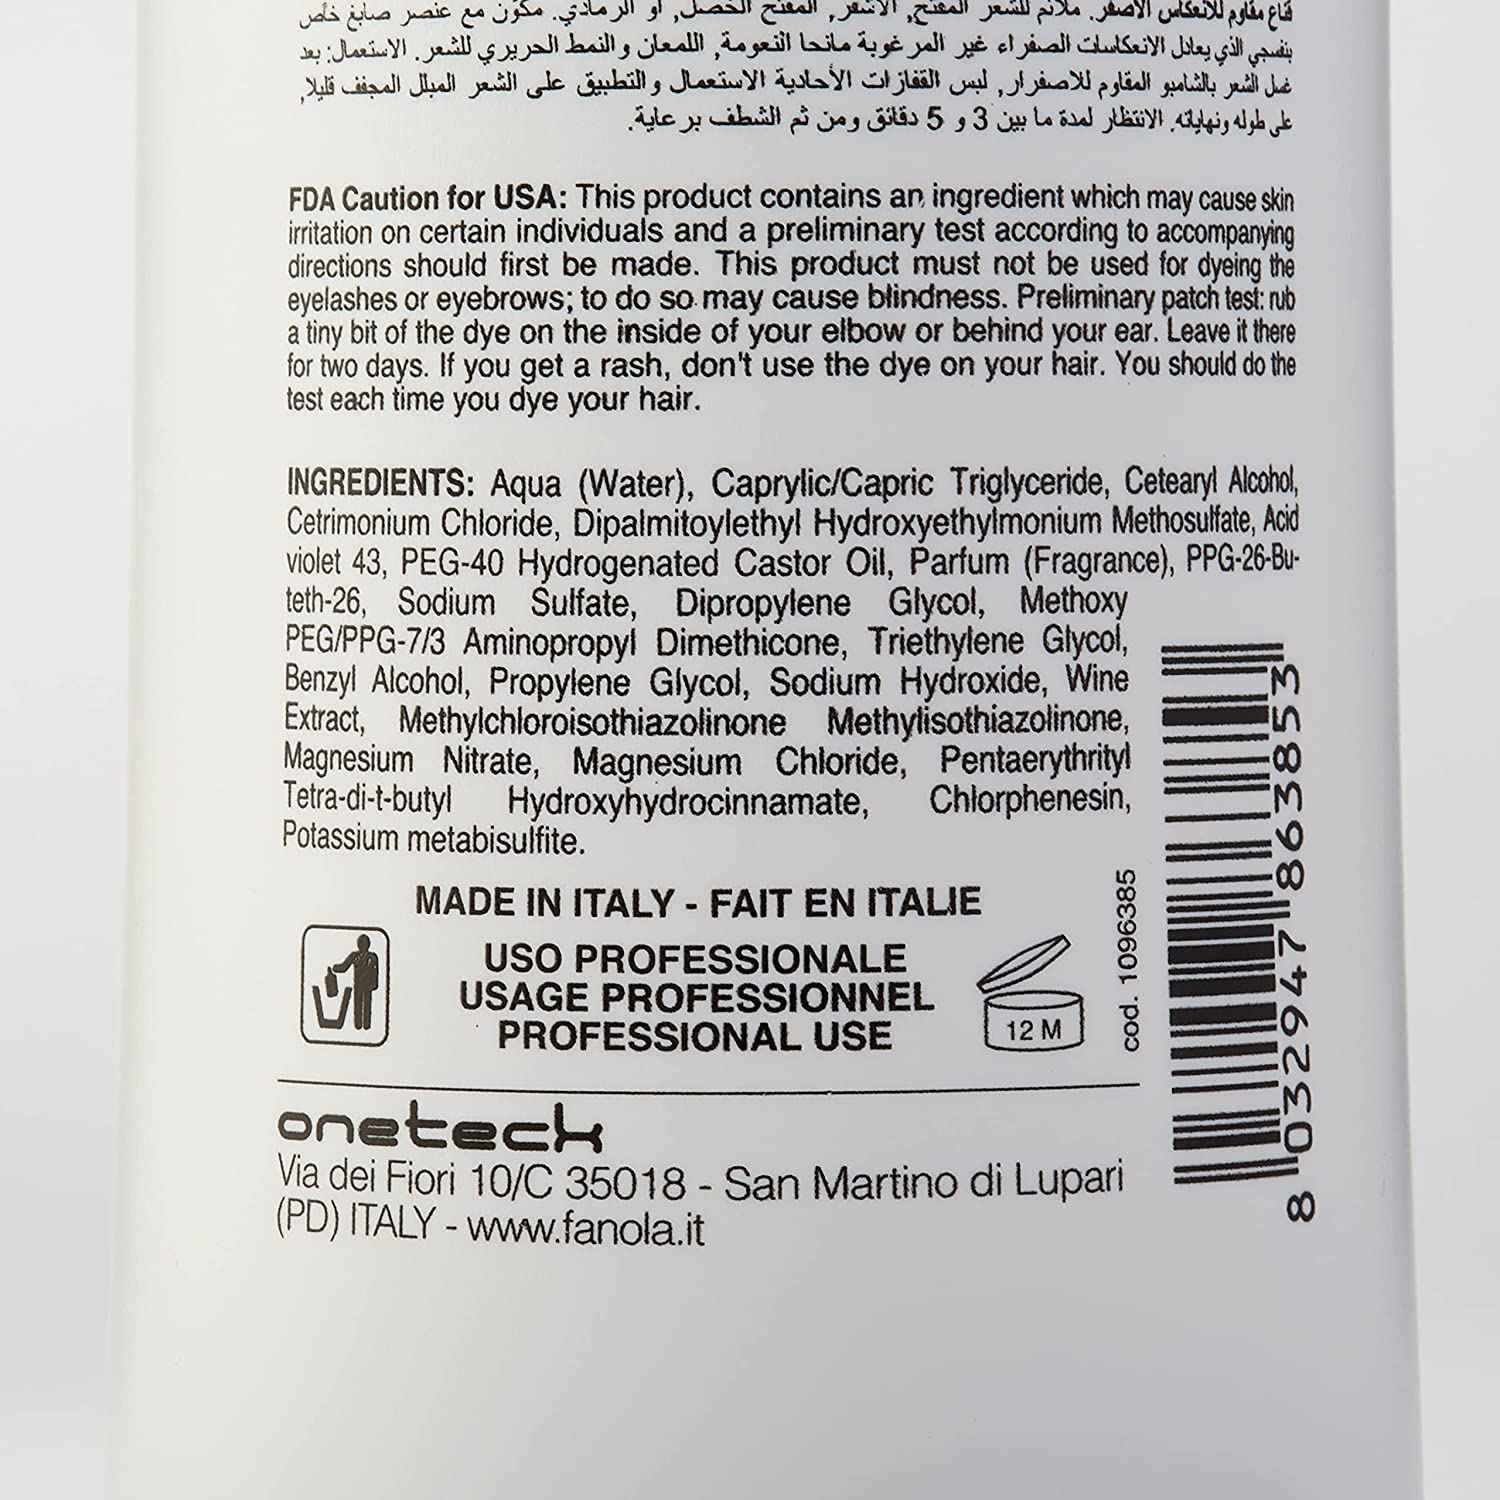 قناع مقاوم للانعكاس الأصفر. ملائم للشعر المفتح, الأشقر, المفتح الخصل, أو الرمادي. مكون مع عنصر صابغ خاص
بنفسجي الذي يعادل الانعكاسات الصفراء غير المرغوبة مانحا النعومة, اللمعان والنمط الحريري للشعر. الاستعمال: بعد
غسل الشعر بالشامبو المقاوم للاصفرار, لبس القفازات الأحادية الاستعمال والتطبيق على الشعر المبلل المجفف قليلا,
على طوله ونهاياته. الانتظار لمدة ما بين 3 و 5 دقائق ومن ثم الشطف برعاية.
FDA Caution for USA: This product contains an ingredient which may cause skin
irritation on certain individuals and a preliminary test according to accompanying
directions should first be made. This product must not be used for dyeing the
eyelashes or eyebrows; to do so may cause blindness. Preliminary patch test: rub
a tiny bit of the dye on the inside of your elbow or behind your ear. Leave it there
for two days. If you get a rash, don't use the dye on your hair. You should do the
test each time you dye your hair.
INGREDIENTS: Aqua (Water), Caprylic/Capric Triglyceride, Cetearyl Alcohol,
Cetrimonium Chloride, Dipalmitoylethyl Hydroxyethylmonium Methosulfate, Acid
violet 43, PEG-40 Hydrogenated Castor Oil, Parfum (Fragrance), PPG-26-Bu-
teth-26, Sodium Sulfate, Dipropylene Glycol, Methoxy
PEG/PPG-7/3 Aminopropyl Dimethicone, Triethylene Glycol,
Benzyl Alcohol, Propylene Glycol, Sodium Hydroxide, Wine
Extract, Methylchloroisothiazolinone Methylisothiazolinone,
Magnesium Nitrate, Magnesium Chloride, Pentaerythrityl
Tetra-di-t-butyl Hydroxyhydrocinnamate, Chlorphenesin,
Potassium metabisulfite.
MADE IN ITALY - FAIT EN ITALIE
USO PROFESSIONALE
USAGE PROFESSIONNEL
PROFESSIONAL USE
12 M
cod. 1096385
8 032947 863853
onetech
Via dei Fiori 10/C 35018 - San Martino di Lupari
(PD) ITALY - www.fanola.it